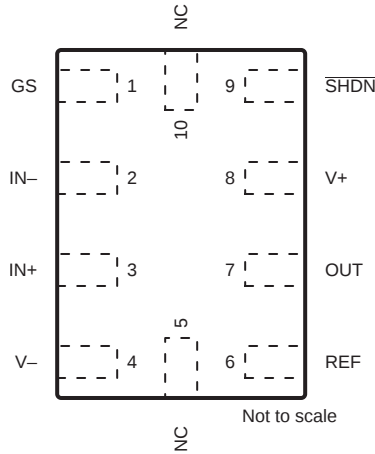 NC
GS 1 9 SHDN
10
IN– 2 8 V+
IN+ 3 7 OUT
5
V– 4 6 REF
Not to scale
NC